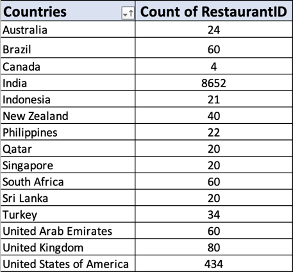 Countries Count of RestaurantID
Australia 24
Brazil 60
Canada 4
India 8652
Indonesia 21
New Zealand 40
Philippines 22
Qatar 20
Singapore 20
South Africa 60
Sri Lanka 20
Turkey 34
United Arab Emirates 60
United Kingdom 80
United States of America 434